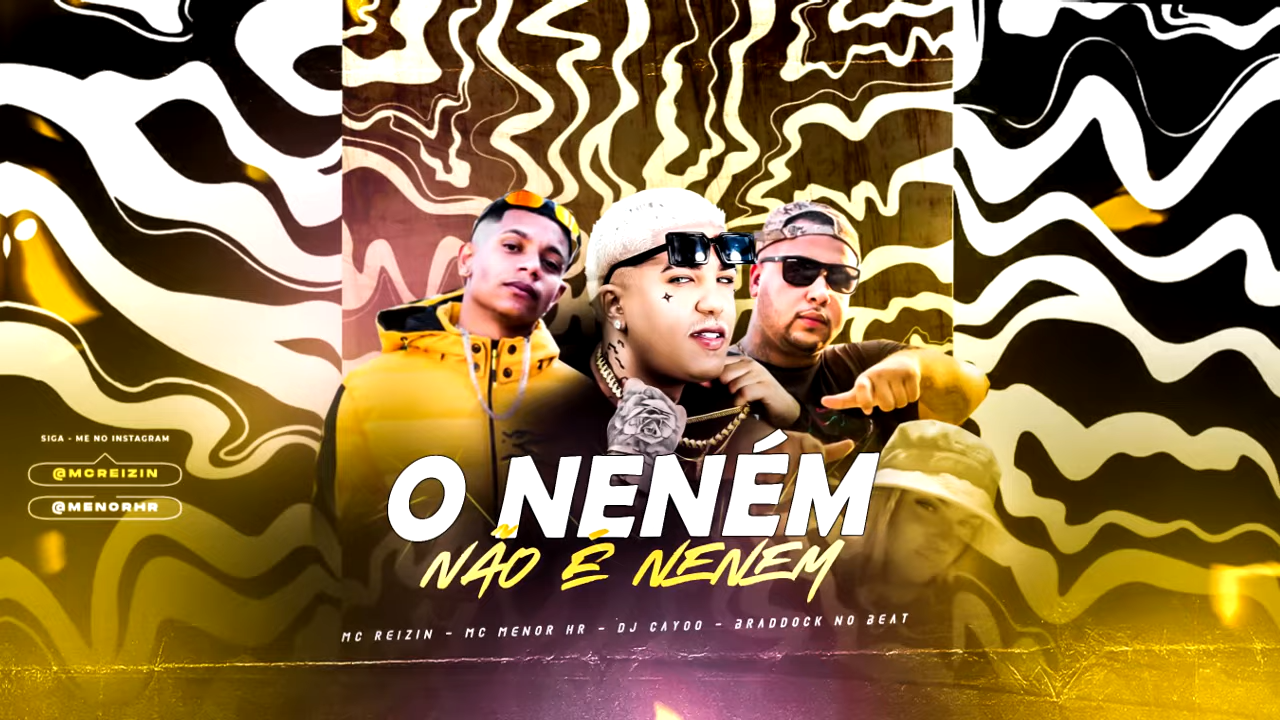 SIGA - ME NO INSTAGRAM
@MCREIZIN
@MENORHR
O NENÉM
NÃO É NENEM
MC REIZIN - MC MENOR HR - DJ CAYOO - BRADDOCK NO BEAT